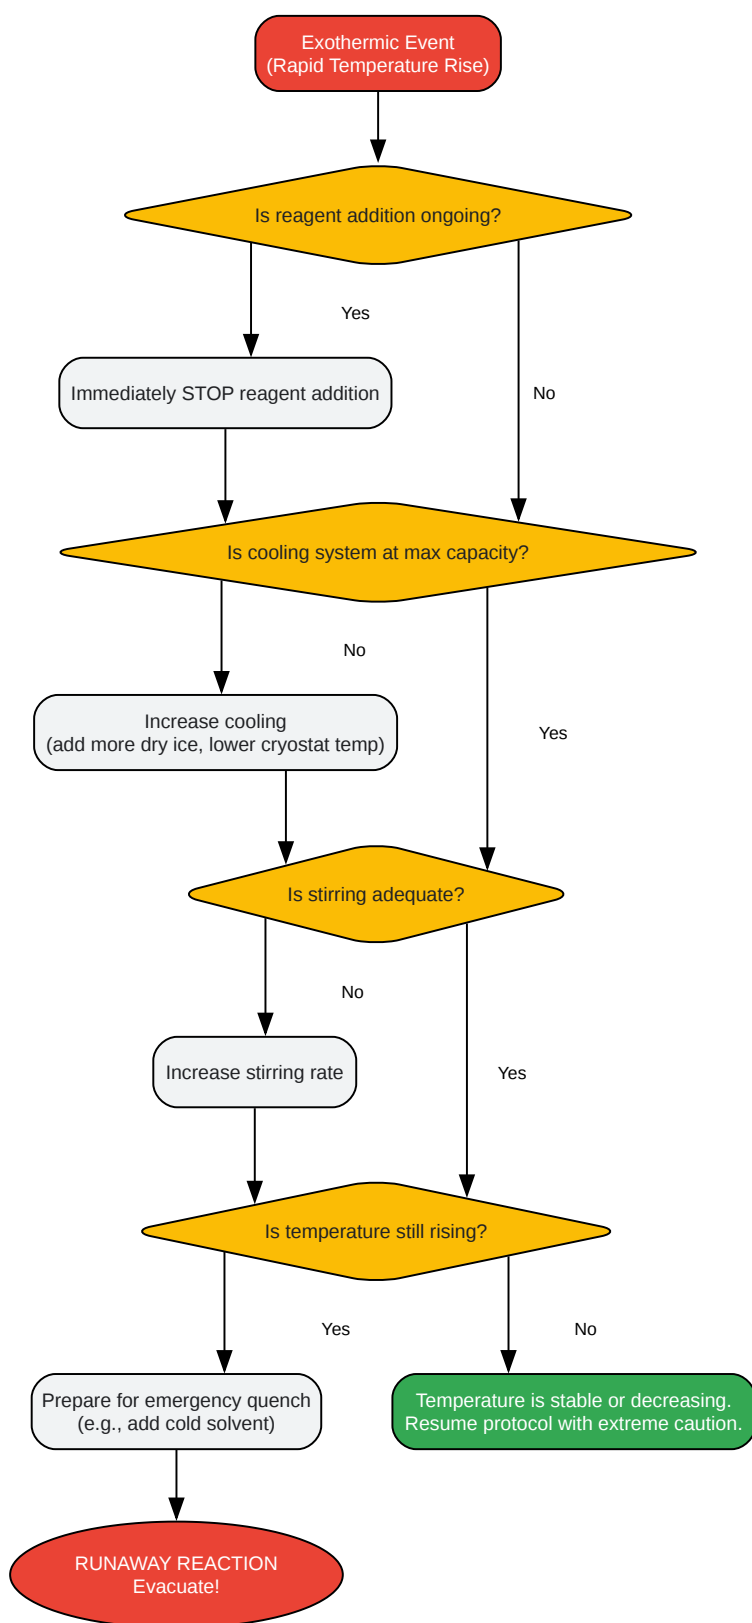 Exothermic Event
(Rapid Temperature Rise)
Is reagent addition ongoing?
Yes
Immediately STOP reagent addition
No
Is cooling system at max capacity?
No
Increase cooling
(add more dry ice, lower cryostat temp)
Yes
Is stirring adequate?
No
Increase stirring rate
Yes
Is temperature still rising?
Yes
No
Prepare for emergency quench
(e.g., add cold solvent)
Temperature is stable or decreasing.
Resume protocol with extreme caution.
RUNAWAY REACTION
Evacuate!